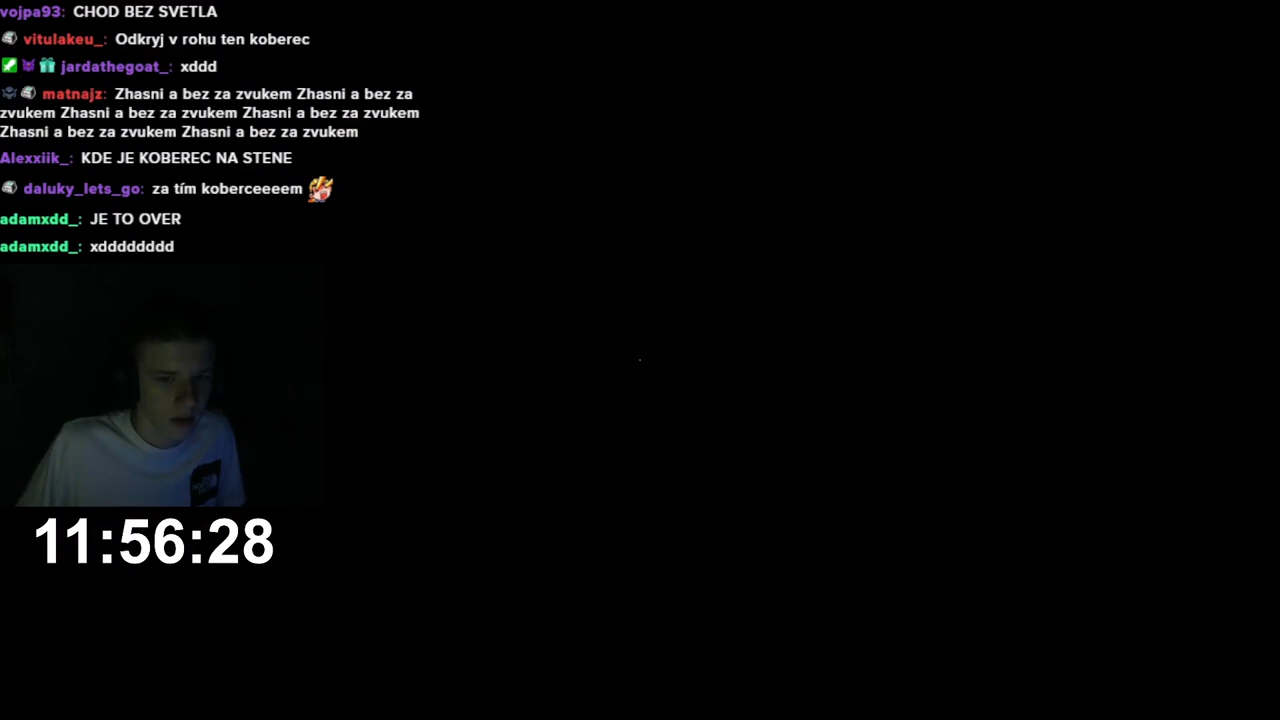 vojpa93: CHOD BEZ SVETLA
vitulakeu_: Odkryj v rohu ten koberec
jardathegoat_: xddd
matnajz: Zhasni a bez za zvukem Zhasni a bez za
zvukem Zhasni a bez za zvukem Zhasni a bez za zvukem
Zhasni a bez za zvukem Zhasni a bez za zvukem
Alexxiik_: KDE JE KOBEREC NA STENE
daluky_lets_go: za tím koberceeeem
adamxdd_: JE TO OVER
adamxdd_: xdddddddd
11:56:28